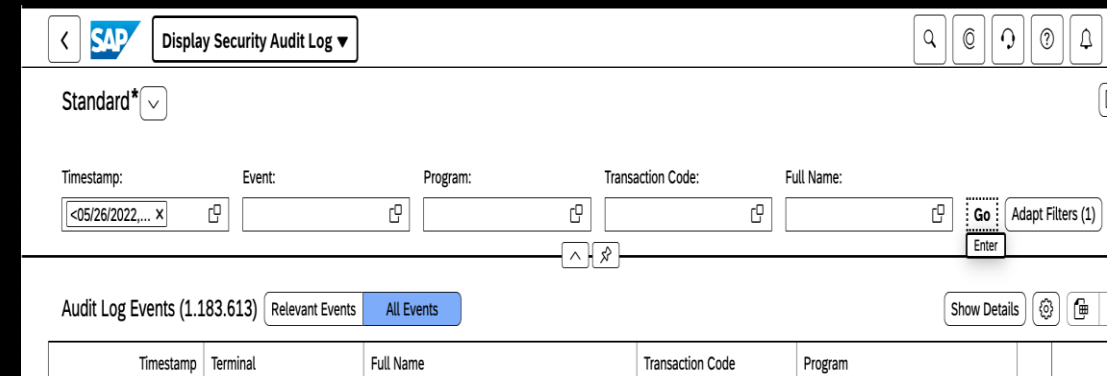 SAP Display Security Audit Log ▼
Standard*
Timestamp: Event: Program: Transaction Code: Full Name:
<05/26/2022,... × Go Adapt Filters (1)
Enter
Audit Log Events (1.183.613) Relevant Events All Events Show Details
Timestamp Terminal Full Name Transaction Code Program